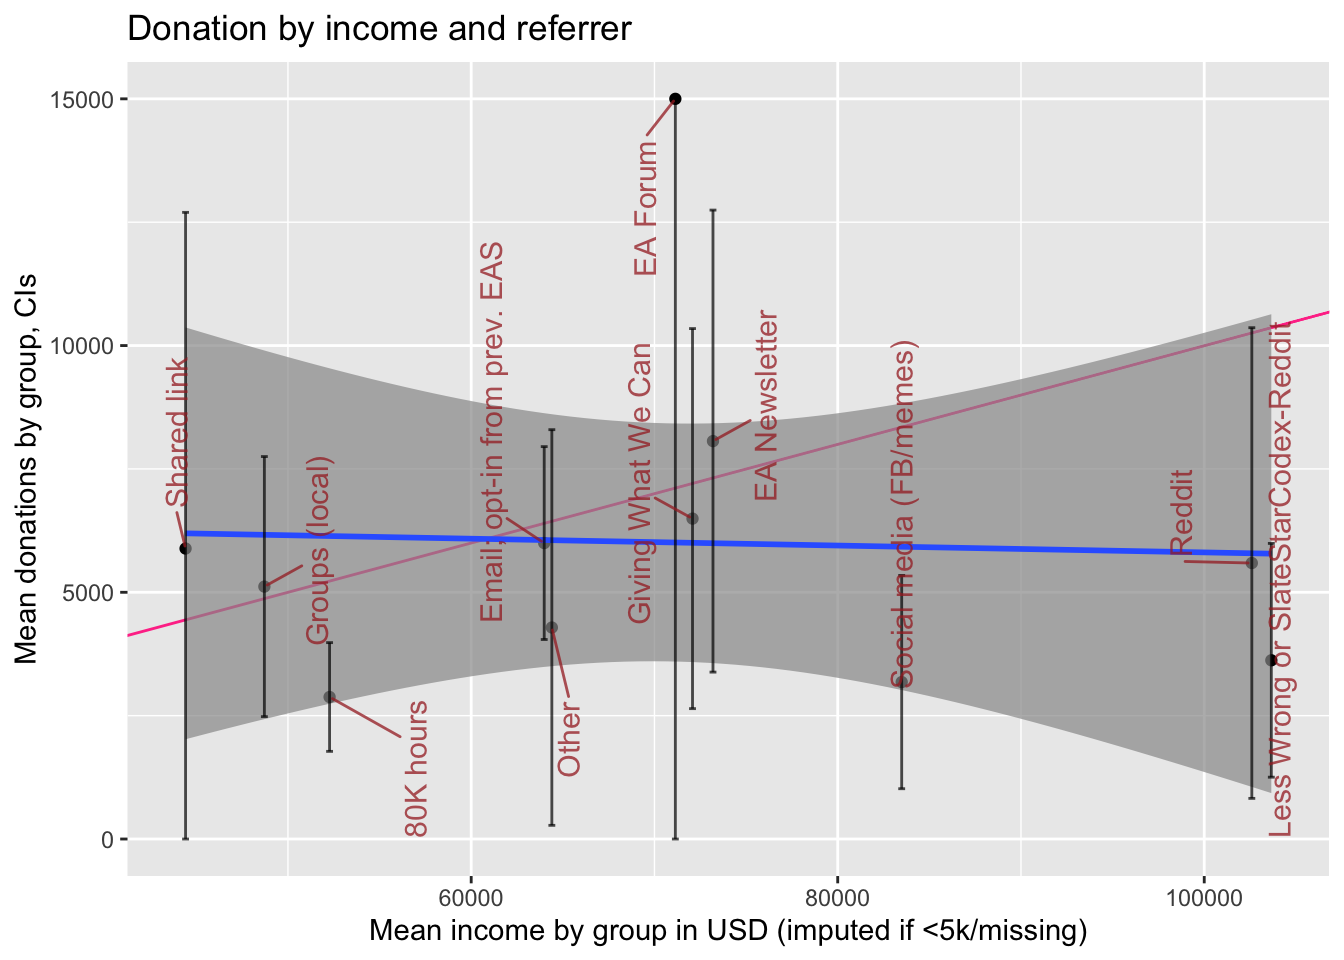 Donation by income and referrer
Mean donations by group, CIs
15000
10000
5000
0
Shared link
Groups (local)
80K hours
Email; opt-in from prev. EAS
Other
Giving What We Can
EA Forum
EA Newsletter
Social media (FB/memes)
Reddit
Less Wrong or SlateStarCodex-Reddit
60000
80000
100000
Mean income by group in USD (imputed if <5k/missing)